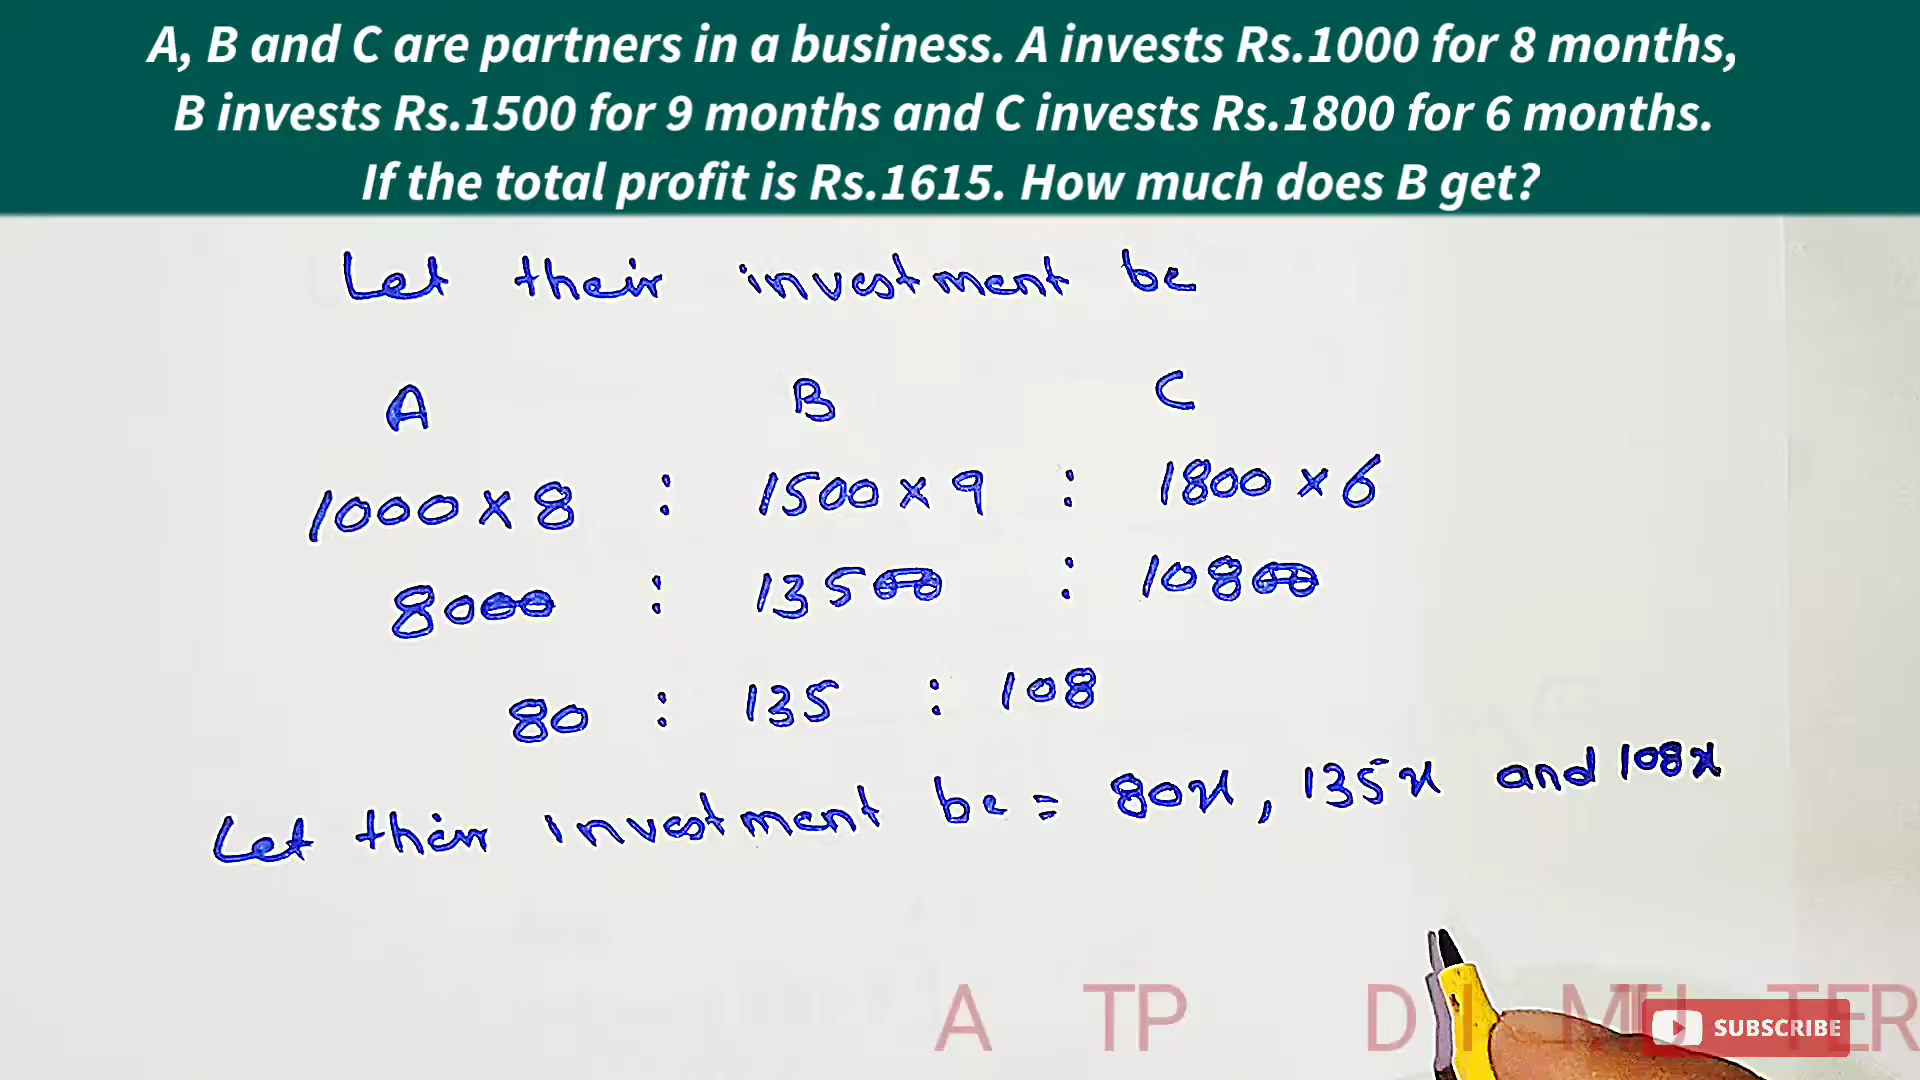 A, B and C are partners in a business. A invests Rs.1000 for 8 months,
B invests Rs.1500 for 9 months and C invests Rs.1800 for 6 months.
If the total profit is Rs.1615. How much does B get?
Let their investment be
A B C
1000 × 8 : 1500 × 9 : 1800 × 6
8000 : 13500 : 10800
80 : 135 : 108
Let their investment be = 80x, 135x and 108x
A TP D I M TER
SUBSCRIBE